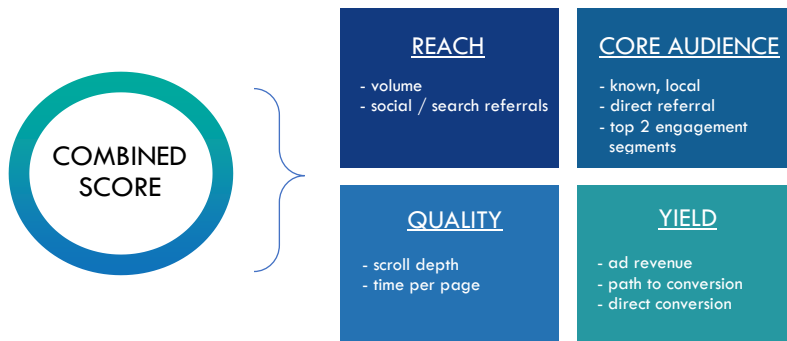 COMBINED
SCORE
REACH
- volume
- social / search referrals
CORE AUDIENCE
- known, local
- direct referral
- top 2 engagement
segments
QUALITY
- scroll depth
- time per page
YIELD
- ad revenue
- path to conversion
- direct conversion